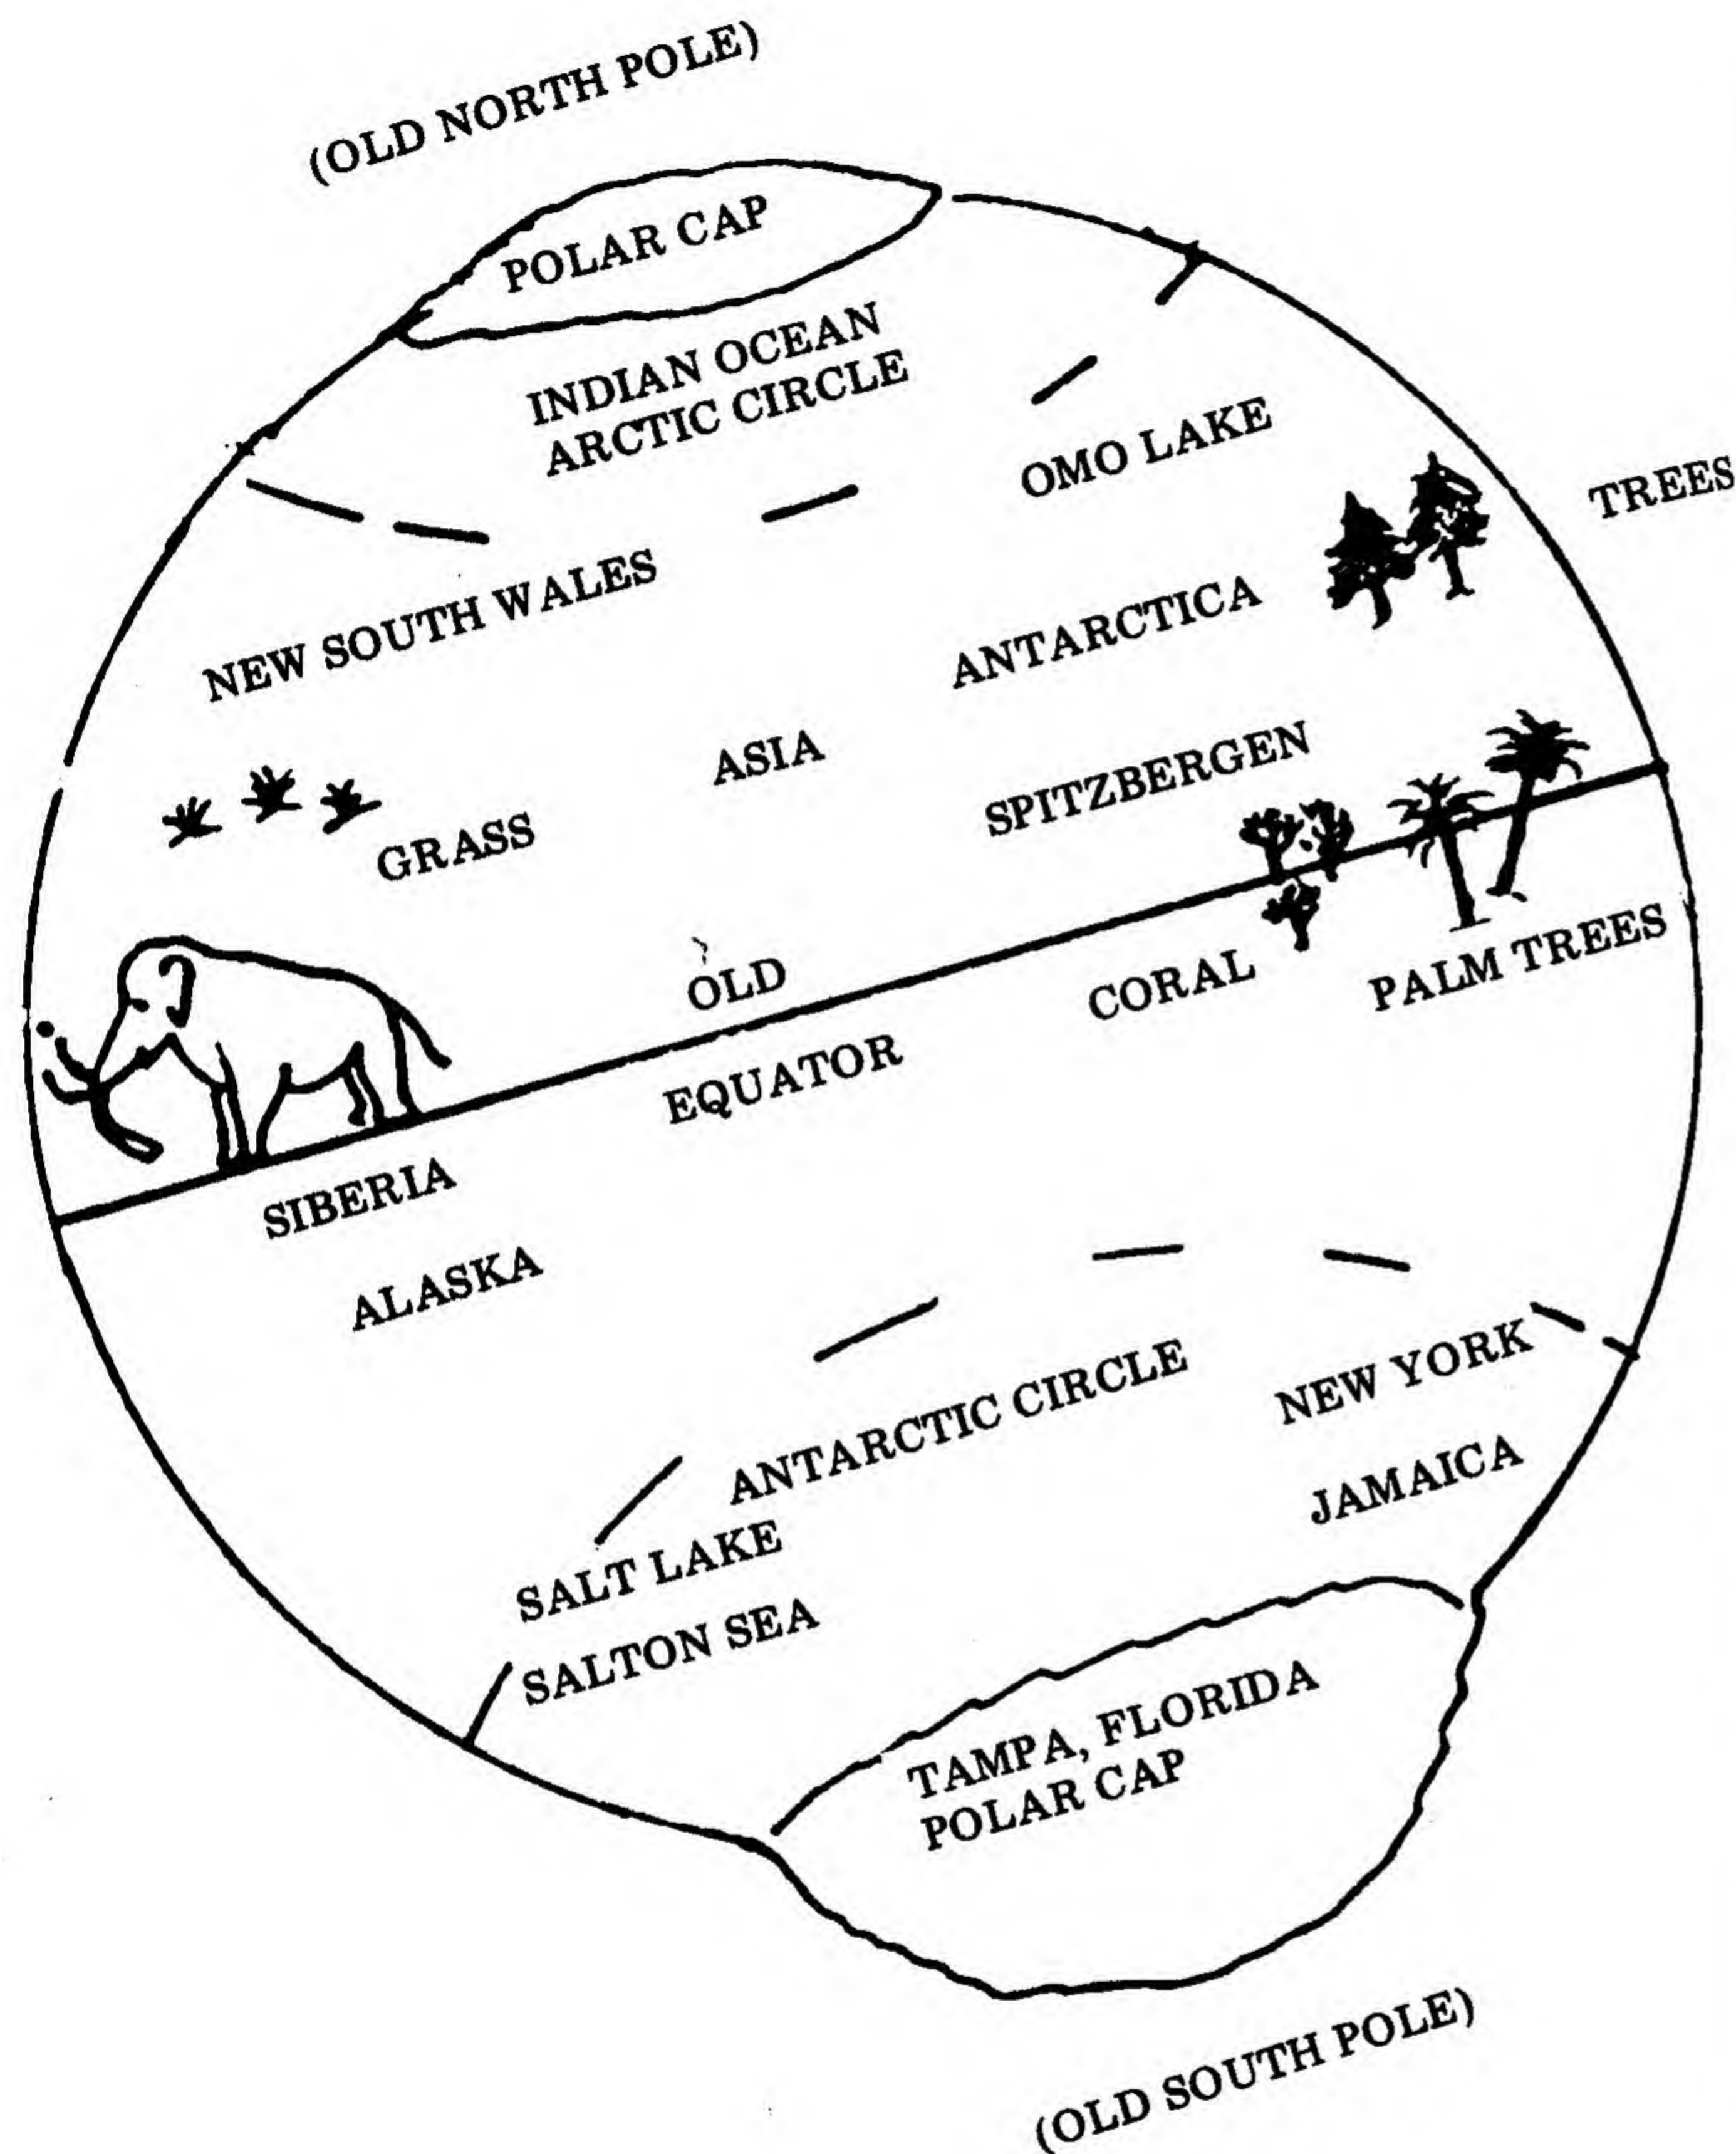 (OLD NORTH POLE)
POLAR CAP
INDIAN OCEAN
ARCTIC CIRCLE
OMO LAKE
TREES
NEW SOUTH WALES
ANTARCTICA
ASIA
SPITZBERGEN
GRASS
OLD
EQUATOR
CORAL
PALM TREES
SIBERIA
ALASKA
ANTARCTIC CIRCLE
NEW YORK
JAMAICA
SALT LAKE
SALTON SEA
TAMPA, FLORIDA
POLAR CAP
(OLD SOUTH POLE)